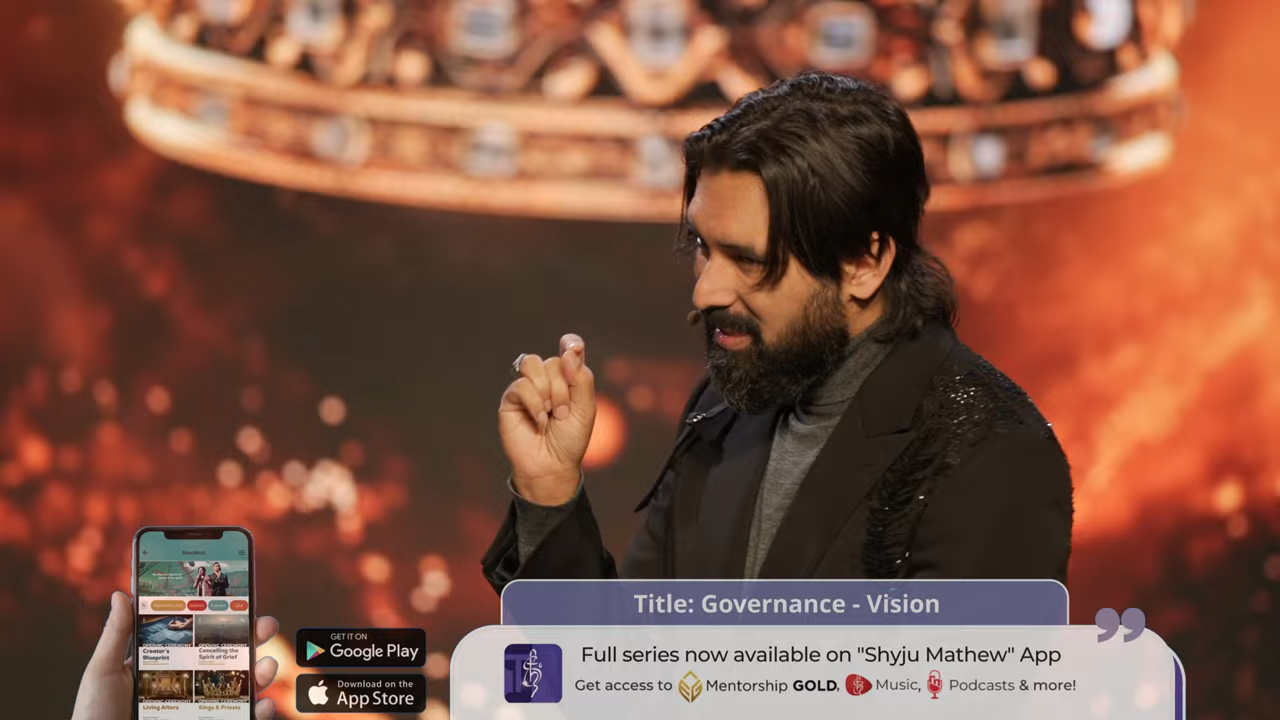 Title: Governance - Vision
Full series now available on "Shyju Mathew" App
Get access to Mentorship GOLD, Music, Podcasts & more!
GET IT ON
Google Play
Download on the
App Store
Creator's
Blueprint
Cancelling the
Spirit of Grief
Living Altars
Kings & Priests